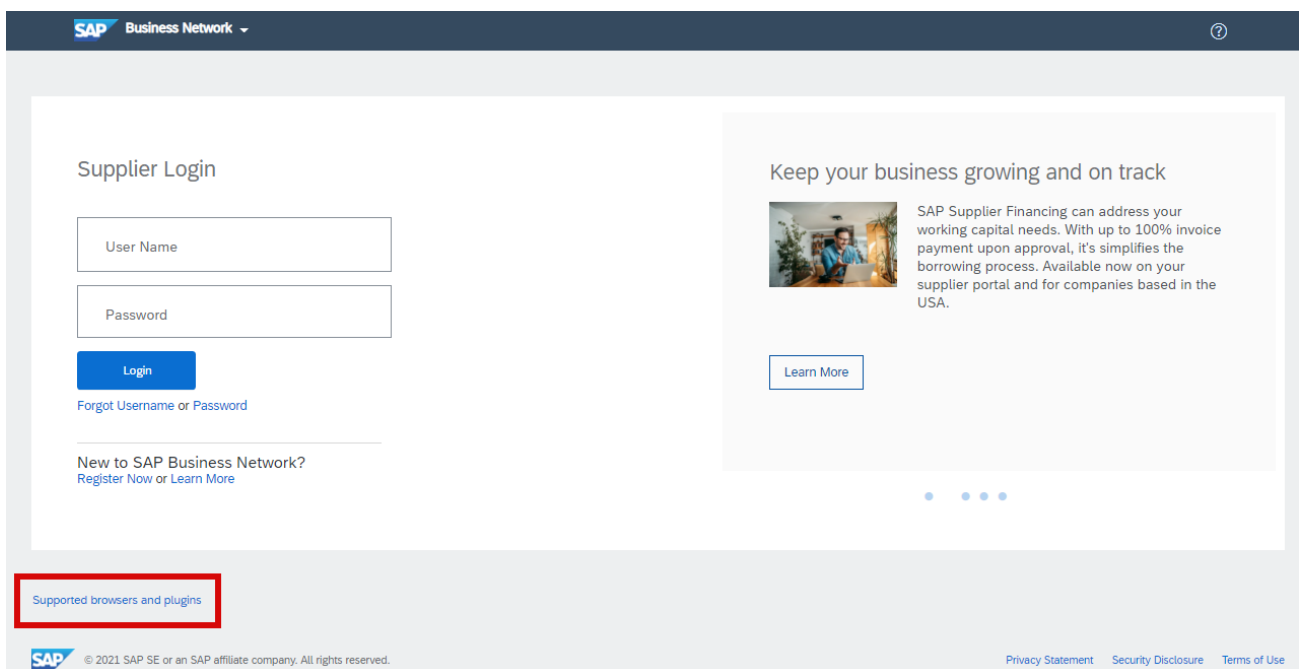 SAP Business Network
Supplier Login
User Name
Password
Login
Forgot Username or Password
New to SAP Business Network?
Register Now or Learn More
Keep your business growing and on track
SAP Supplier Financing can address your
working capital needs. With up to 100% invoice
payment upon approval, it's simplifies the
borrowing process. Available now on your
supplier portal and for companies based in the
USA.
Learn More
Supported browsers and plugins
SAP © 2021 SAP SE or an SAP affiliate company. All rights reserved.
Privacy Statement Security Disclosure Terms of Use